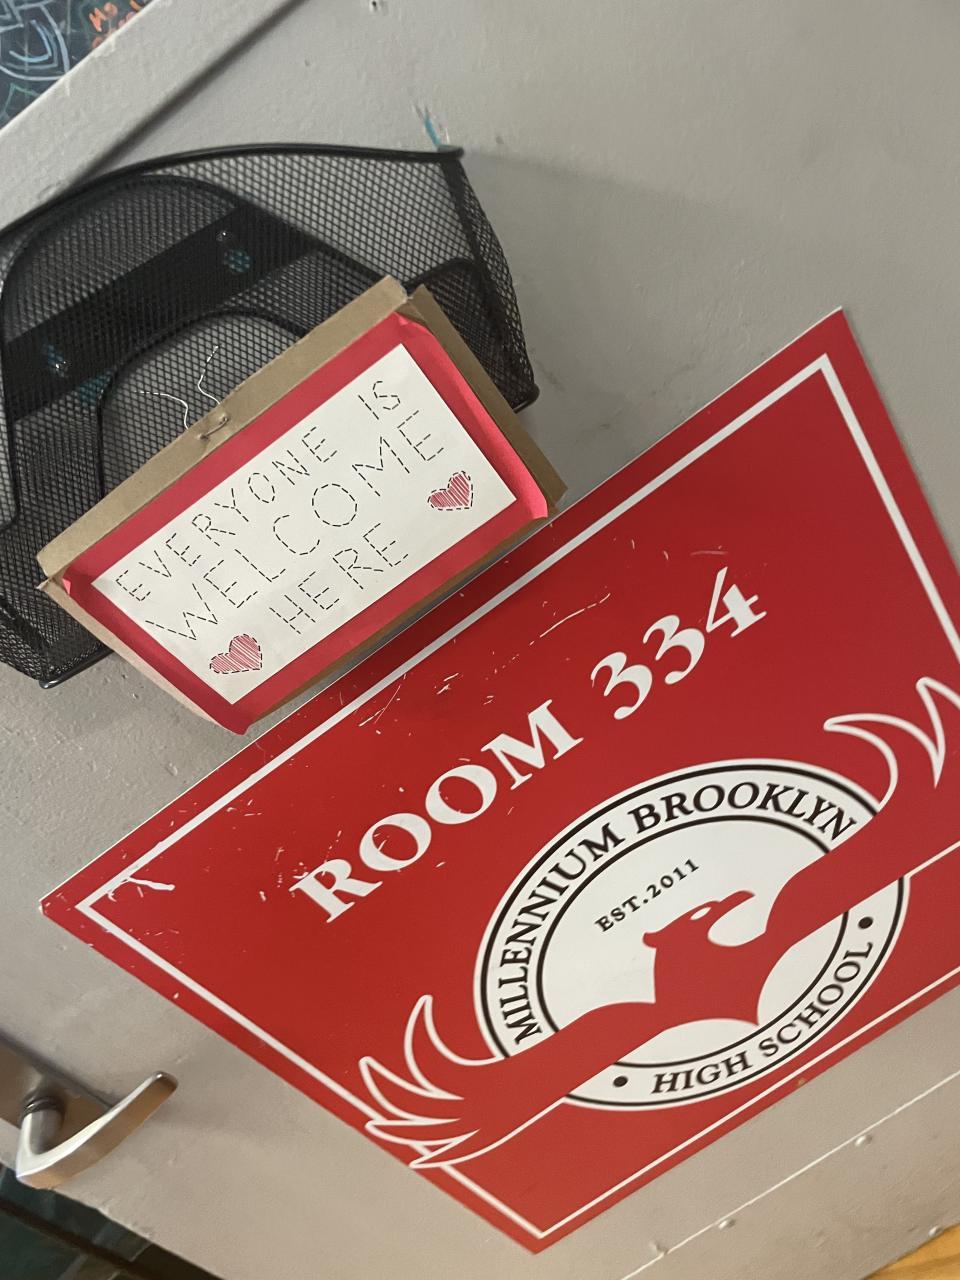 EVERYONE IS
WELCOME
HERE
ROOM 334
MILLENNIUM BROOKLYN
EST.2011
• HIGH SCHOOL •